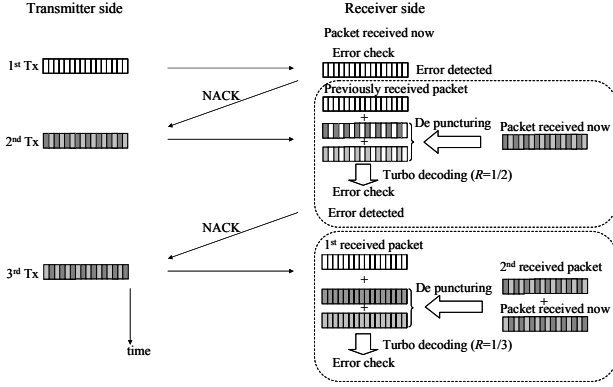 Transmitter side
Receiver side
Packet received now
Error check
1st Tx
Error detected
NACK
Previously received packet
+
De puncturing
Packet received now
2nd Tx
+
Turbo decoding (R=1/2)
Error check
Error detected
NACK
1st received packet
2nd received packet
3rd Tx
+
De puncturing
+
+
Packet received now
Turbo decoding (R=1/3)
time
Error check